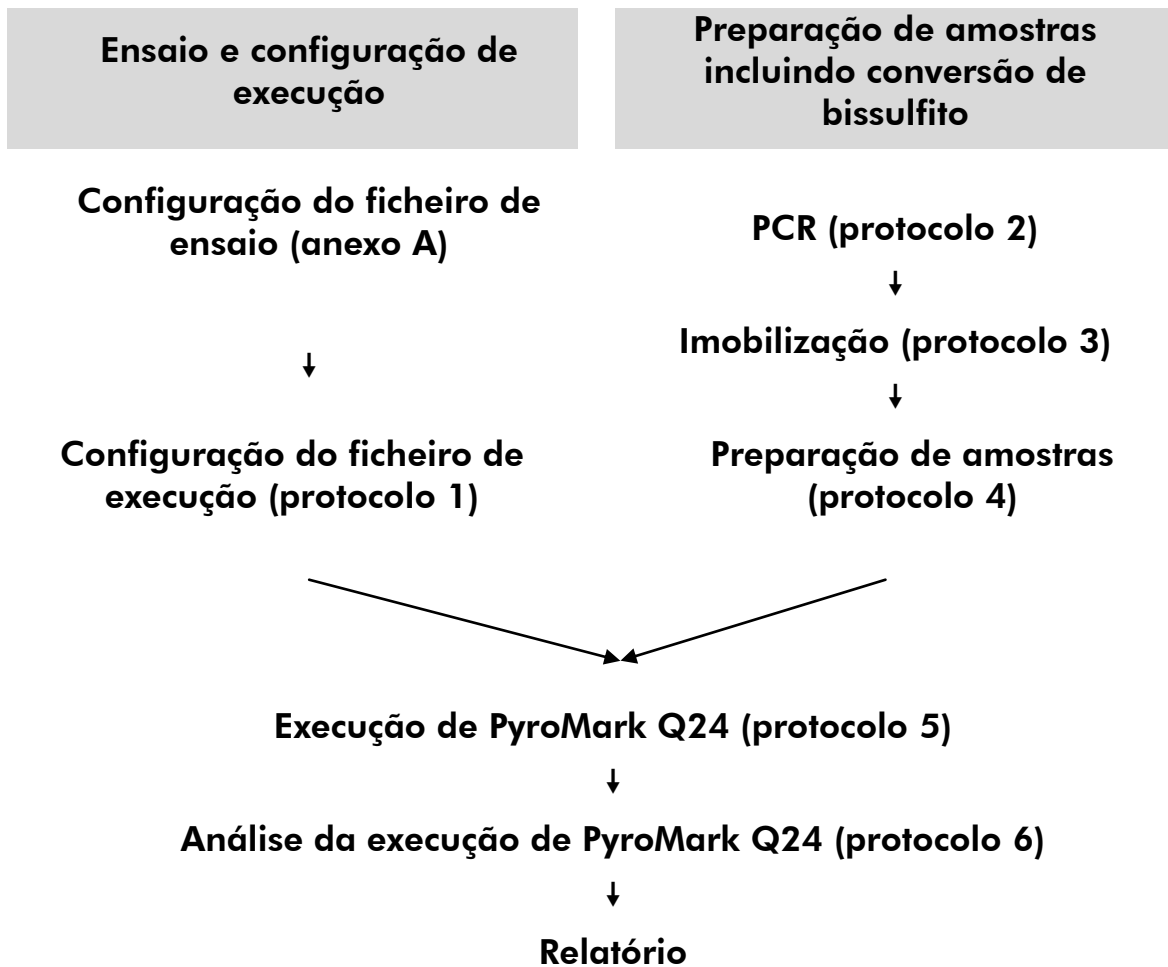 Ensaio e configuração de
execução
Preparação de amostras
incluindo conversão de
bissulfito
Configuração do ficheiro de
ensaio (anexo A)
PCR (protocolo 2)
Imobilização (protocolo 3)
Configuração do ficheiro de
execução (protocolo 1)
Preparação de amostras
(protocolo 4)
Execução de PyroMark Q24 (protocolo 5)
Análise da execução de PyroMark Q24 (protocolo 6)
Relatório